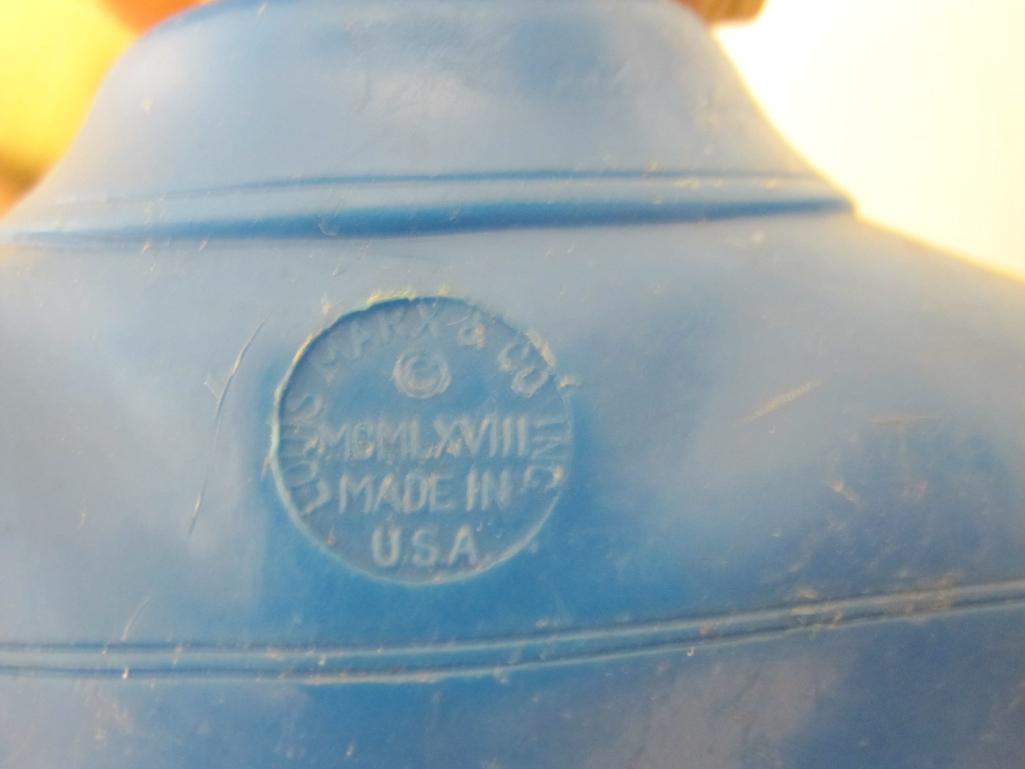 LOUIS MARX & CO INC
©
MCMLXVIII
MADE IN
U.S.A.